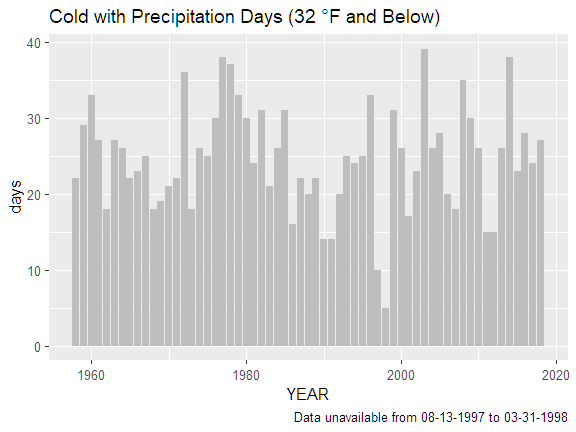 Cold with Precipitation Days (32 °F and Below)
40
30
20
10
0
days
1960
1980
2000
2020
YEAR
Data unavailable from 08-13-1997 to 03-31-1998